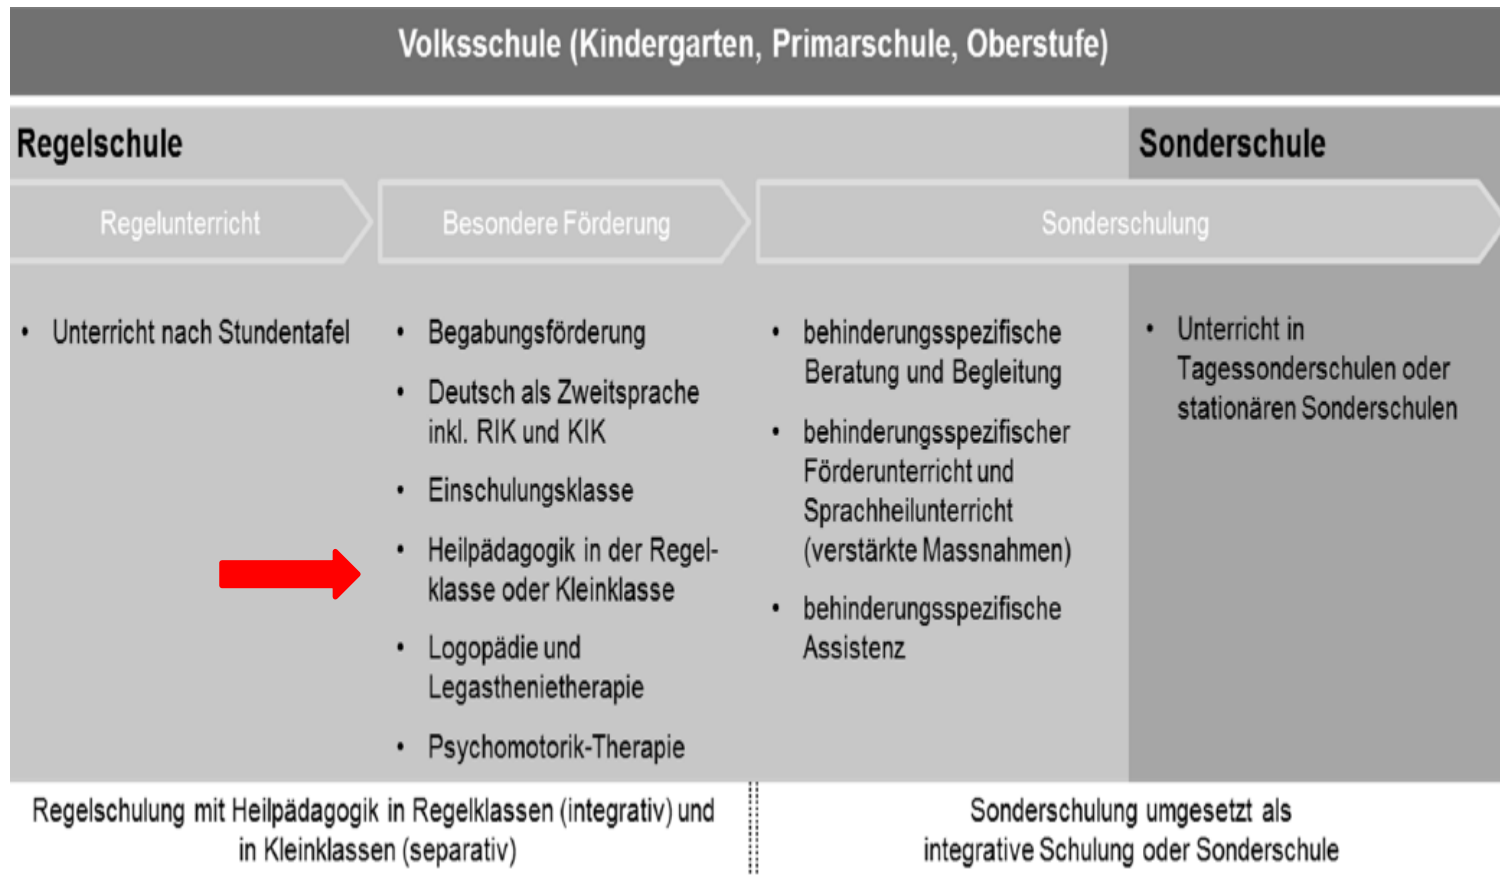 Volksschule (Kindergarten, Primarschule, Oberstufe)
Regelschule
Sonderschule
Regelunterricht
Besondere Förderung
Sonderschulung
• Unterricht nach Stundentafel
• Begabungsförderung
• Deutsch als Zweitsprache
inkl. RIK und KIK
• Einschulungsklasse
• Heilpädagogik in der Regel-
klasse oder Kleinklasse
• Logopädie und
Legasthenietherapie
• Psychomotorik-Therapie
• behinderungsspezifische
Beratung und Begleitung
• behinderungsspezifischer
Förderunterricht und
Sprachheilunterricht
(verstärkte Massnahmen)
• behinderungsspezifische
Assistenz
• Unterricht in
Tagessonderschulen oder
stationären Sonderschulen
Regelschulung mit Heilpädagogik in Regelklassen (integrativ) und
in Kleinklassen (separativ)
Sonderschulung umgesetzt als
integrative Schulung oder Sonderschule